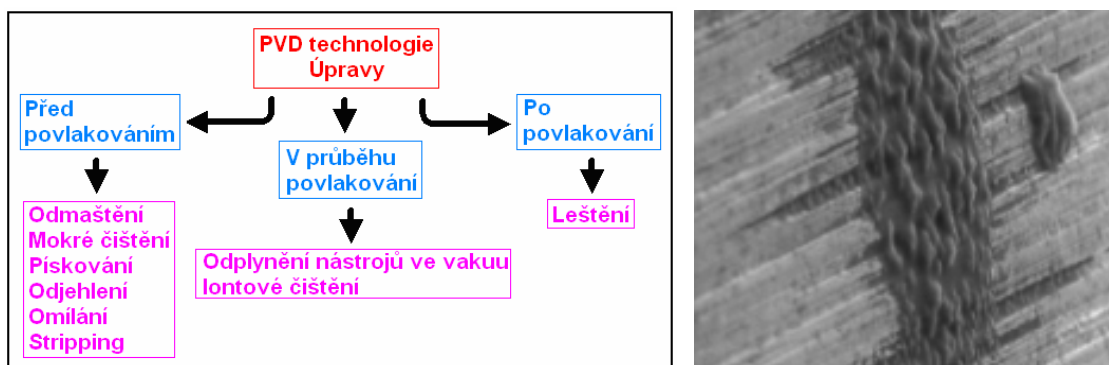 PVD technologie
Úpravy
Před
povlakováním
V průběhu
povlakování
Po
povlakování
Odmaštění
Mokré čištění
Pískování
Odjehlení
Omílání
Stripping
Odplynění nástrojů ve vakuu
Iontové čištění
Leštění